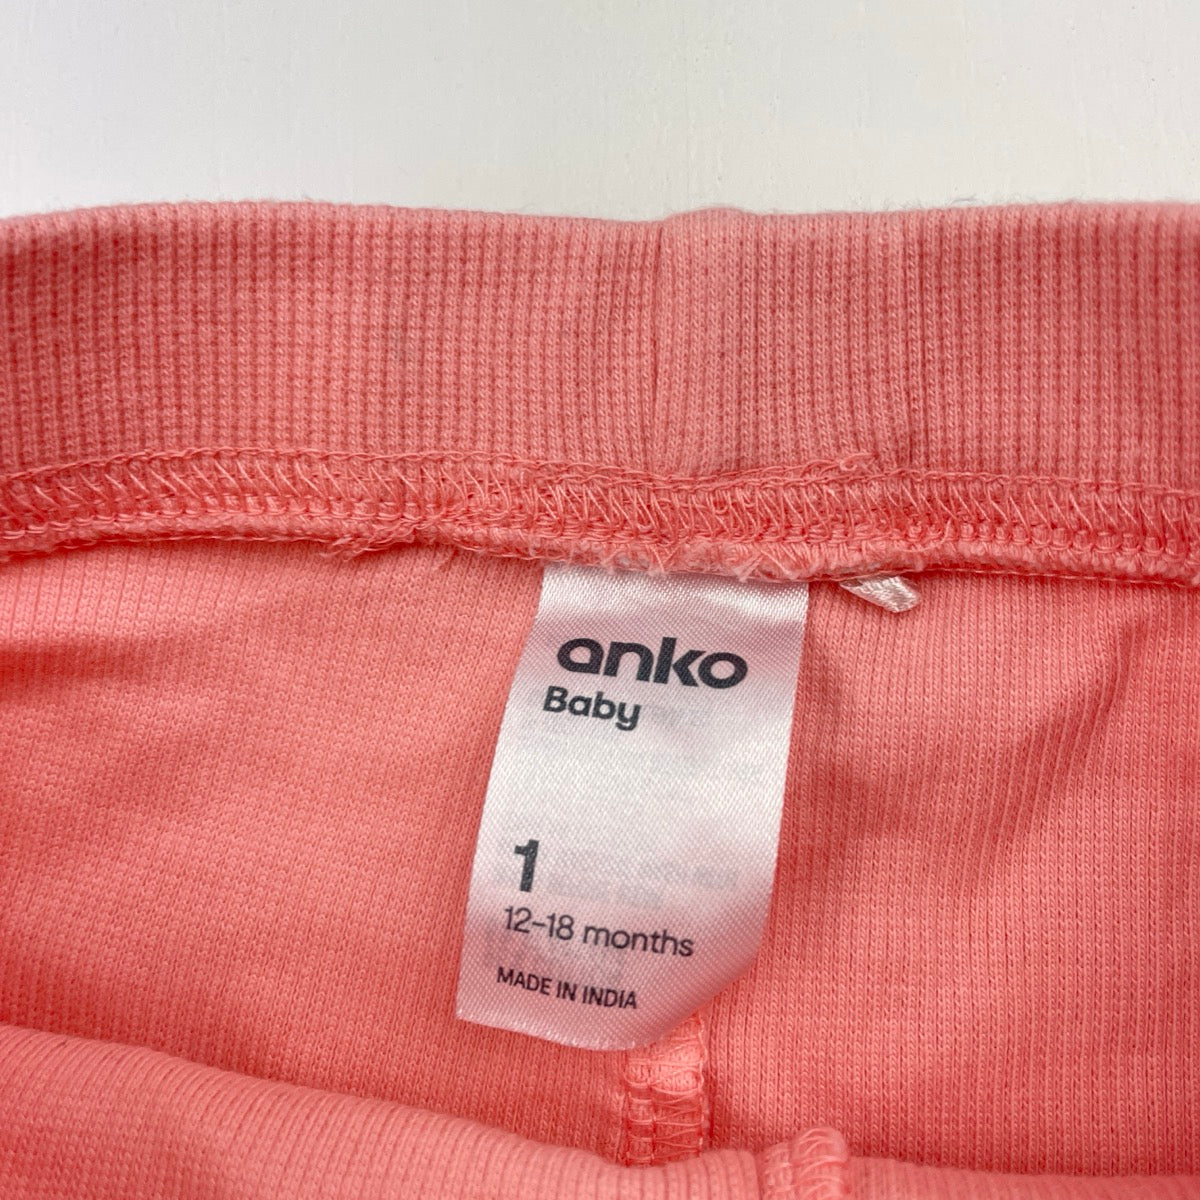 anko
Baby
1
12-18 months
MADE IN INDIA